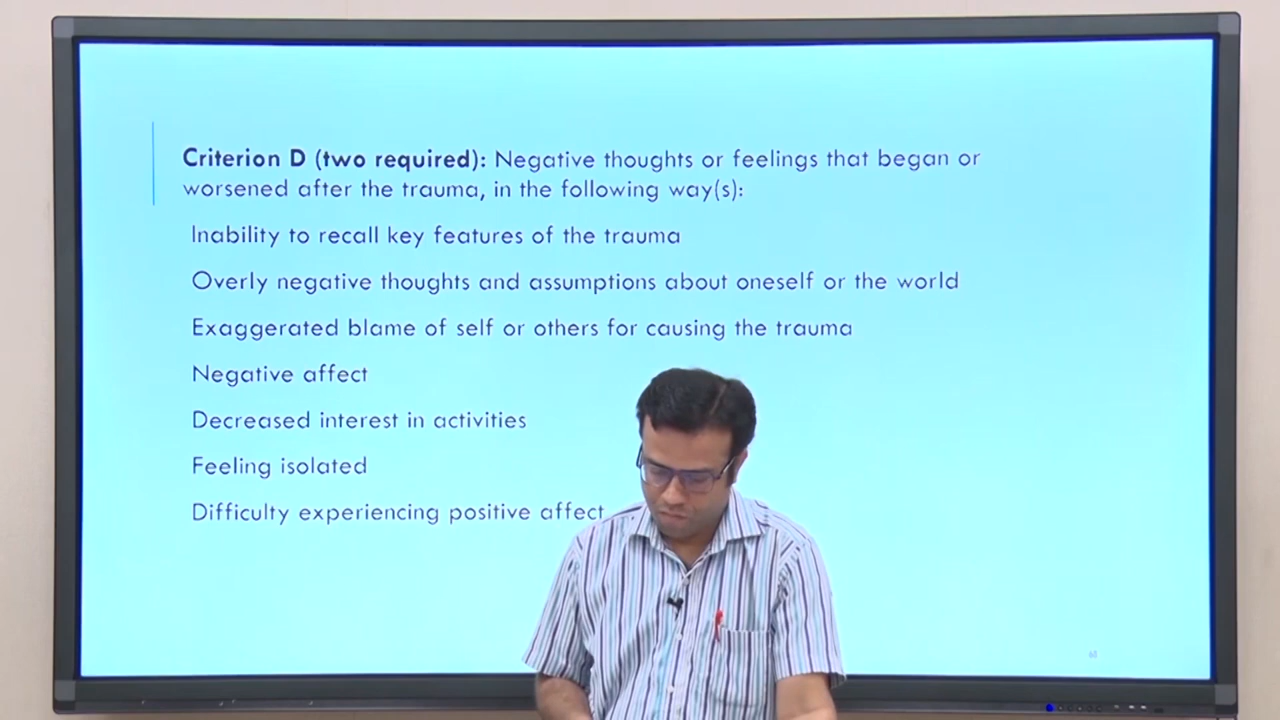 Criterion D (two required): Negative thoughts or feelings that began or
worsened after the trauma, in the following way(s):
Inability to recall key features of the trauma
Overly negative thoughts and assumptions about oneself or the world
Exaggerated blame of self or others for causing the trauma
Negative affect
Decreased interest in activities
Feeling isolated
Difficulty experiencing positive affect